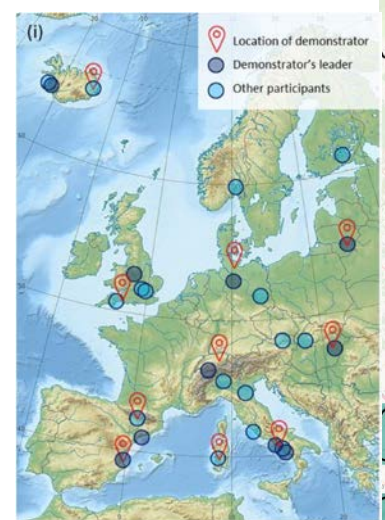 (i)
Location of demonstrator
Demonstrator's leader
Other participants